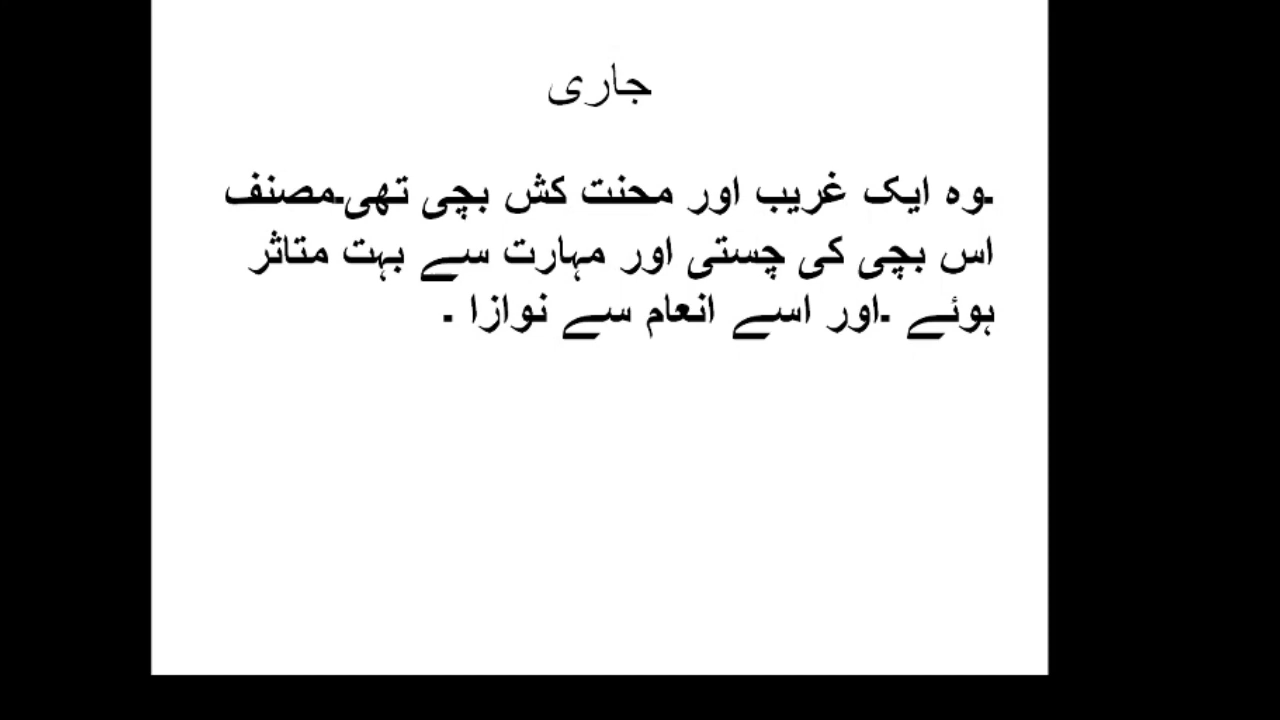 جاری
۔وہ ایک غریب اور محنت کش بچی تھی۔مصنف
اس بچی کی چستی اور مہارت سے بہت متاثر
ہوئے ۔اور اسے انعام سے نوازا ۔